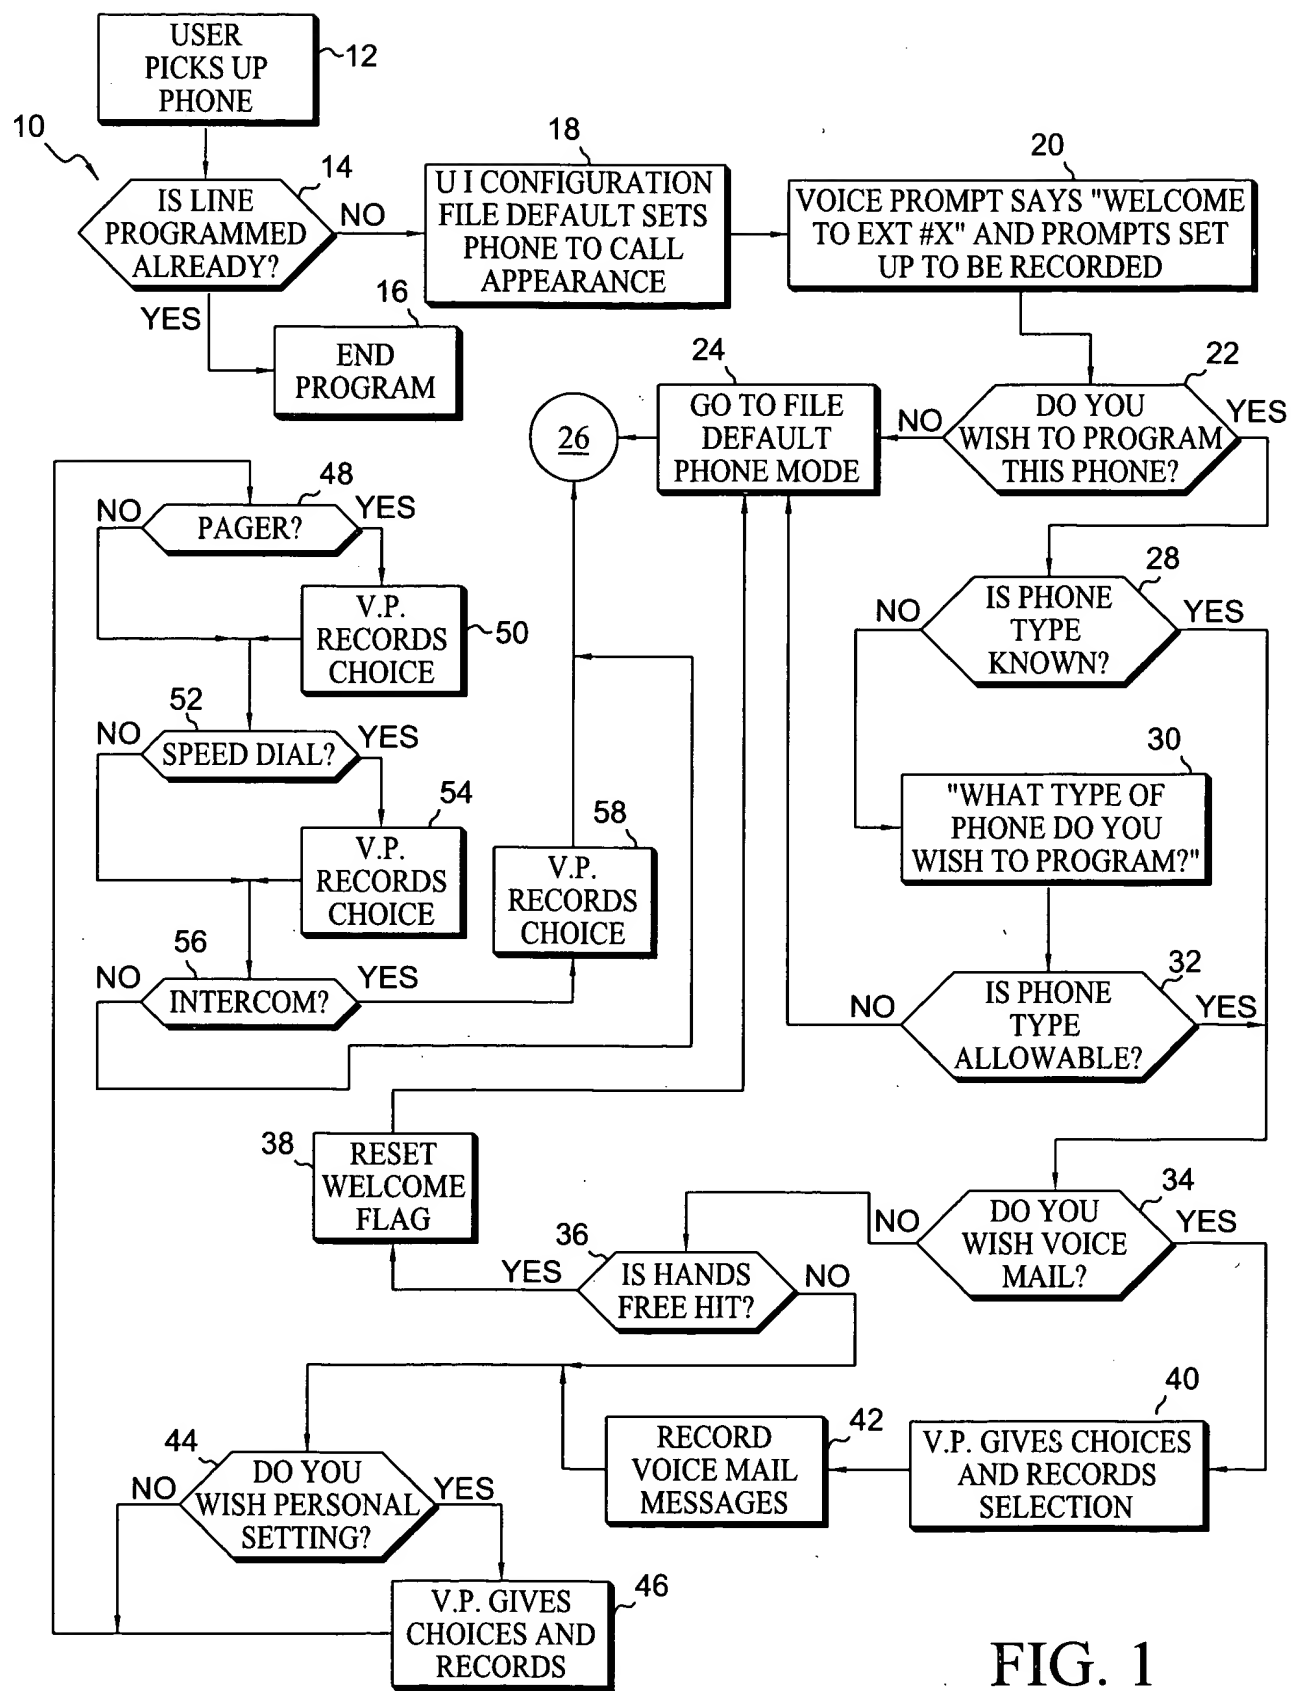 USER
PICKS UP
PHONE
12
10
IS LINE
PROGRAMMED
ALREADY?
14
NO
YES
16
END
PROGRAM
18
U I CONFIGURATION
FILE DEFAULT SETS
PHONE TO CALL
APPEARANCE
20
VOICE PROMPT SAYS "WELCOME
TO EXT #X" AND PROMPTS SET
UP TO BE RECORDED
22
DO YOU
WISH TO PROGRAM
THIS PHONE?
NO
YES
24
GO TO FILE
DEFAULT
PHONE MODE
26
28
IS PHONE
TYPE
KNOWN?
NO
YES
30
"WHAT TYPE OF
PHONE DO YOU
WISH TO PROGRAM?"
32
IS PHONE
TYPE
ALLOWABLE?
NO
YES
34
DO YOU
WISH VOICE
MAIL?
NO
YES
36
IS HANDS
FREE HIT?
YES
NO
38
RESET
WELCOME
FLAG
40
V.P. GIVES CHOICES
AND RECORDS
SELECTION
42
RECORD
VOICE MAIL
MESSAGES
44
DO YOU
WISH PERSONAL
SETTING?
NO
YES
46
V.P. GIVES
CHOICES AND
RECORDS
48
PAGER?
NO
YES
50
V.P.
RECORDS
CHOICE
52
SPEED DIAL?
NO
YES
54
V.P.
RECORDS
CHOICE
56
INTERCOM?
NO
YES
58
V.P.
RECORDS
CHOICE
FIG. 1